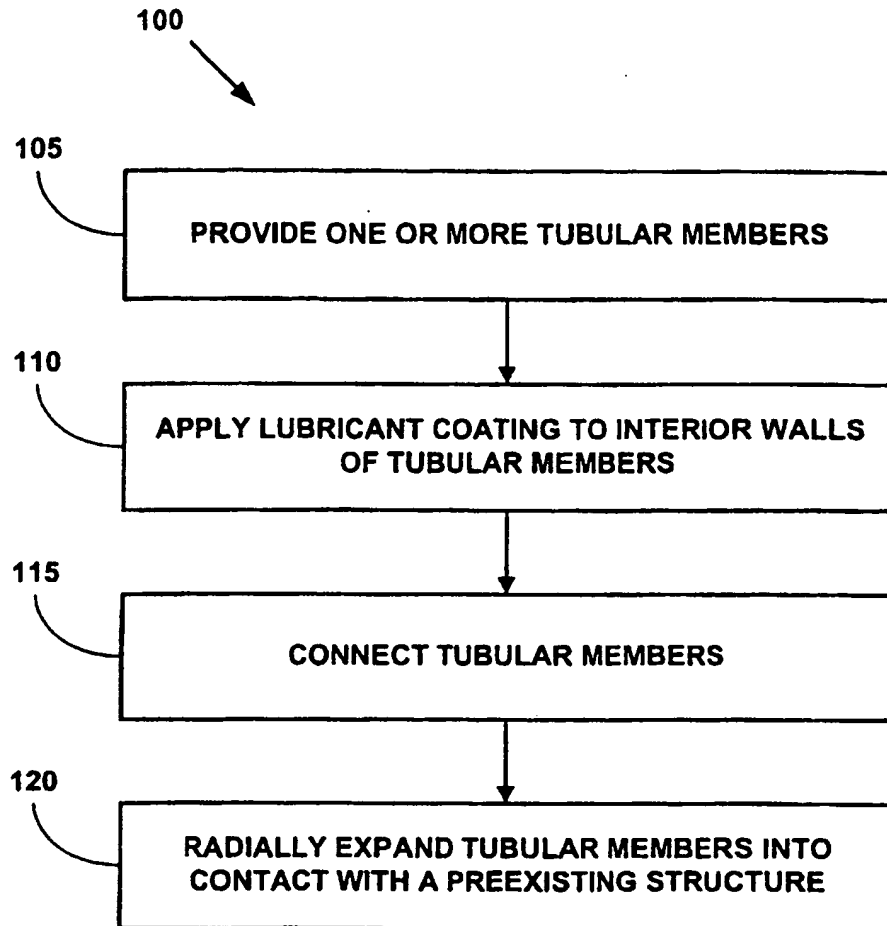 100
105
PROVIDE ONE OR MORE TUBULAR MEMBERS
110
APPLY LUBRICANT COATING TO INTERIOR WALLS
OF TUBULAR MEMBERS
115
CONNECT TUBULAR MEMBERS
120
RADIALLY EXPAND TUBULAR MEMBERS INTO
CONTACT WITH A PREEXISTING STRUCTURE